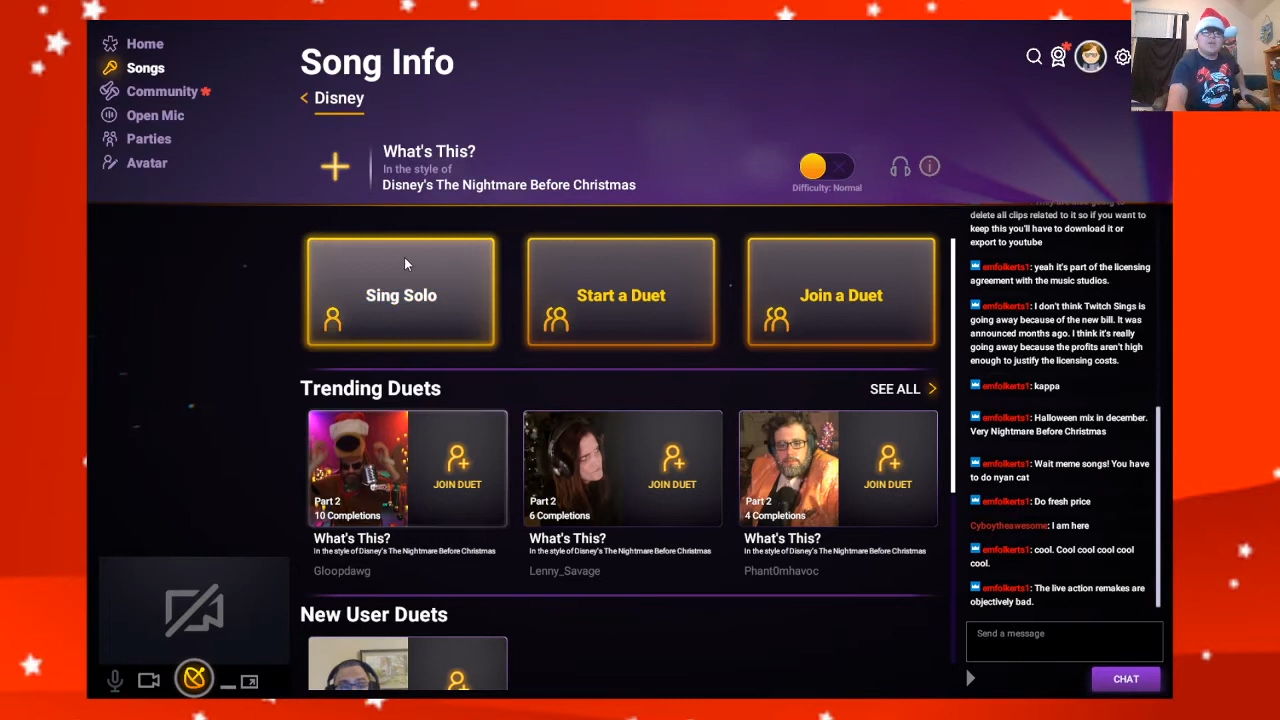 Home
Songs
Community
Open Mic
Parties
Avatar
Song Info
Disney
What's This?
In the style of
Disney's The Nightmare Before Christmas
Difficulty: Normal
Sing Solo
Start a Duet
Join a Duet
Trending Duets
SEE ALL
Part 2
10 Completions
JOIN DUET
What's This?
In the style of Disney's The Nightmare Before Christmas
Gloopdawg
Part 2
6 Completions
JOIN DUET
What's This?
In the style of Disney's The Nightmare Before Christmas
Lenny_Savage
Part 2
4 Completions
JOIN DUET
What's This?
In the style of Disney's The Nightmare Before Christmas
Phant0mhavoc
New User Duets
delete all clips related to it so if you want
to keep this you'll have to download it or
export to youtube
emfolkerts1: yeah it's part of the licensing
agreement with the music studios.
emfolkerts1: I don't think Twitch Sings is
going away because of the new bill. It was
announced months ago. I think it's really
going away because the profits aren't high
enough to justify the licensing costs.
emfolkerts1: kappa
emfolkerts1: Halloween mix in december.
Very Nightmare Before Christmas
emfolkerts1: Wait meme songs! You have
to do nyan cat
emfolkerts1: Do fresh price
Cyboytheawesome: I am here
emfolkerts1: cool. Cool cool cool cool
cool.
emfolkerts1: The live action remakes are
objectively bad.
Send a message
CHAT